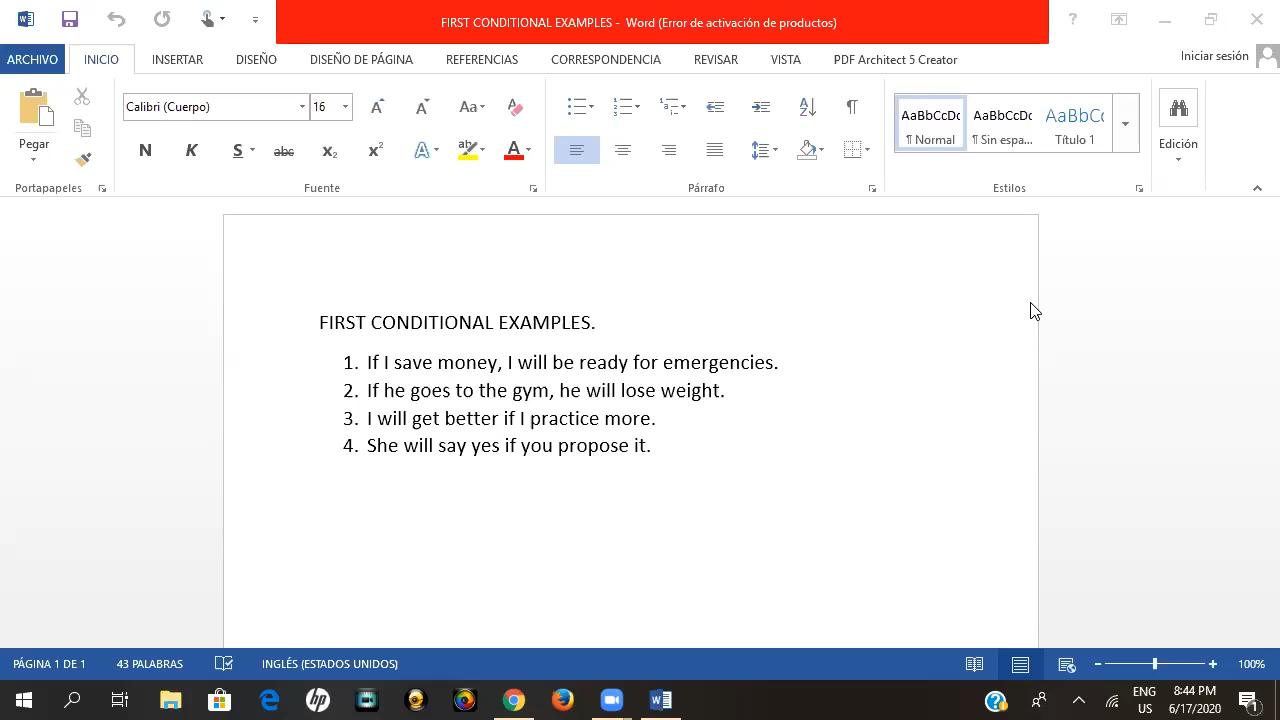 FIRST CONDITIONAL EXAMPLES - Word (Error de activación de productos)
ARCHIVO INICIO INSERTAR DISEÑO DISEÑO DE PÁGINA REFERENCIAS CORRESPONDENCIA REVISAR VISTA PDF Architect 5 Creator Iniciar sesión
Calibri (Cuerpo) 16 Aa AaBbCcDc AaBbCcDc AaBbCc
Pegar N K S abc x₂ x² A A ¶ Normal ¶ Sin espa... Título 1 Edición
Portapapeles Fuente Párrafo Estilos
FIRST CONDITIONAL EXAMPLES.
1. If I save money, I will be ready for emergencies.
2. If he goes to the gym, he will lose weight.
3. I will get better if I practice more.
4. She will say yes if you propose it.
PÁGINA 1 DE 1 43 PALABRAS INGLÉS (ESTADOS UNIDOS) 100%
ENG 8:44 PM
US 6/17/2020